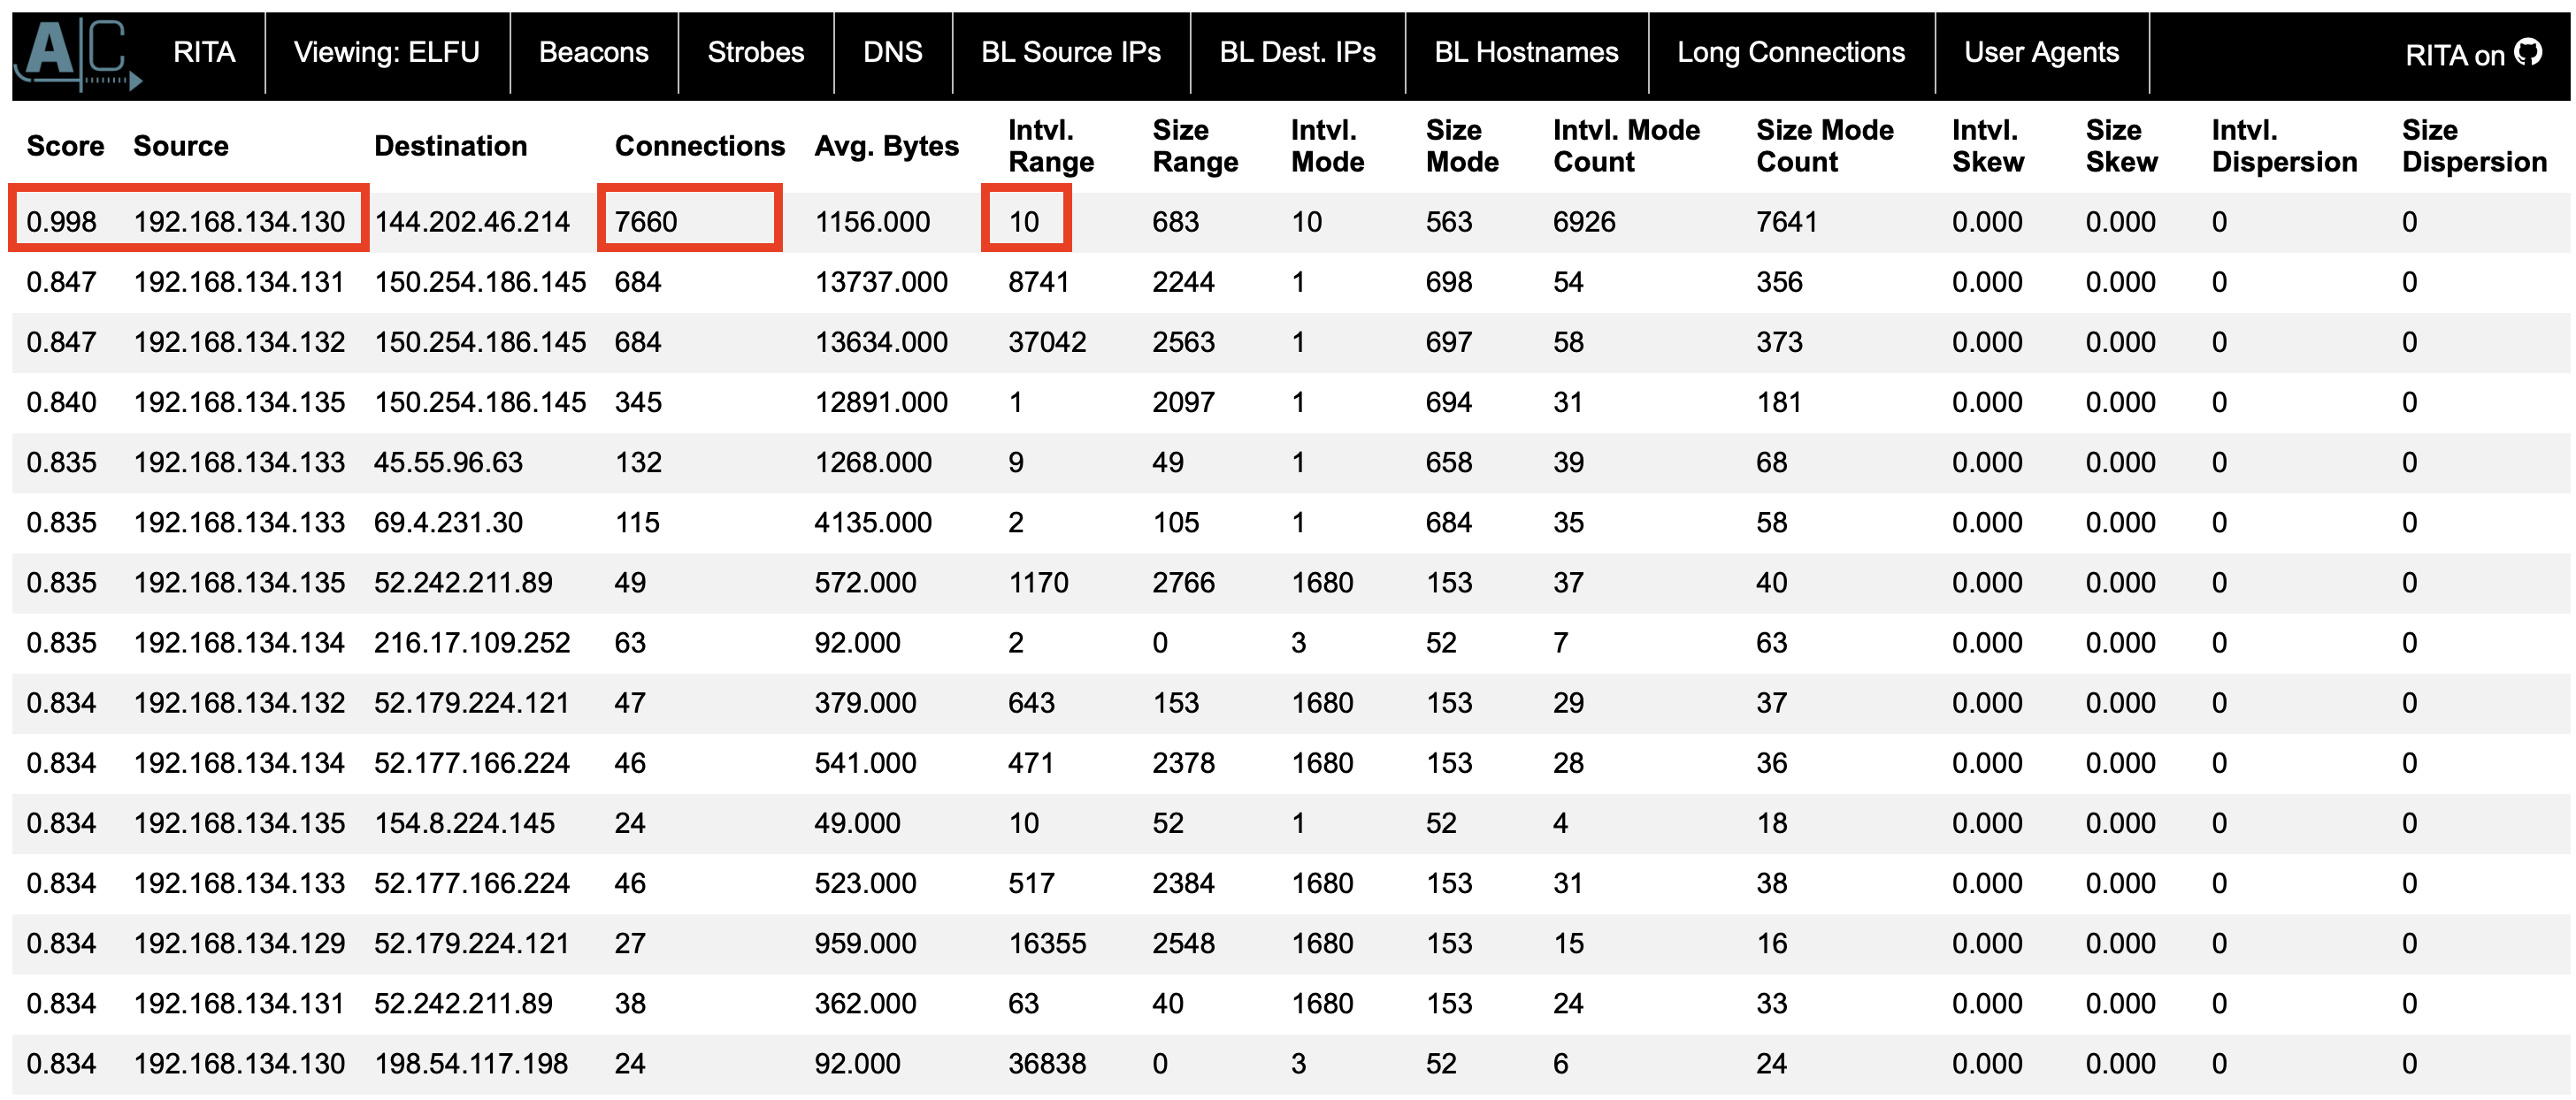 AC RITA Viewing: ELFU Beacons Strobes DNS BL Source IPs BL Dest. IPs BL Hostnames Long Connections User Agents RITA on
Score Source Destination Connections Avg. Bytes Intvl. Range Size Range Intvl. Mode Size Mode Intvl. Mode Count Size Mode Count Intvl. Skew Size Skew Intvl. Dispersion Size Dispersion
0.998 192.168.134.130 144.202.46.214 7660 1156.000 10 683 10 563 6926 7641 0.000 0.000 0 0
0.847 192.168.134.131 150.254.186.145 684 13737.000 8741 2244 1 698 54 356 0.000 0.000 0 0
0.847 192.168.134.132 150.254.186.145 684 13634.000 37042 2563 1 697 58 373 0.000 0.000 0 0
0.840 192.168.134.135 150.254.186.145 345 12891.000 1 2097 1 694 31 181 0.000 0.000 0 0
0.835 192.168.134.133 45.55.96.63 132 1268.000 9 49 1 658 39 68 0.000 0.000 0 0
0.835 192.168.134.133 69.4.231.30 115 4135.000 2 105 1 684 35 58 0.000 0.000 0 0
0.835 192.168.134.135 52.242.211.89 49 572.000 1170 2766 1680 153 37 40 0.000 0.000 0 0
0.835 192.168.134.134 216.17.109.252 63 92.000 2 0 3 52 7 63 0.000 0.000 0 0
0.834 192.168.134.132 52.179.224.121 47 379.000 643 153 1680 153 29 37 0.000 0.000 0 0
0.834 192.168.134.134 52.177.166.224 46 541.000 471 2378 1680 153 28 36 0.000 0.000 0 0
0.834 192.168.134.135 154.8.224.145 24 49.000 10 52 1 52 4 18 0.000 0.000 0 0
0.834 192.168.134.133 52.177.166.224 46 523.000 517 2384 1680 153 31 38 0.000 0.000 0 0
0.834 192.168.134.129 52.179.224.121 27 959.000 16355 2548 1680 153 15 16 0.000 0.000 0 0
0.834 192.168.134.131 52.242.211.89 38 362.000 63 40 1680 153 24 33 0.000 0.000 0 0
0.834 192.168.134.130 198.54.117.198 24 92.000 36838 0 3 52 6 24 0.000 0.000 0 0